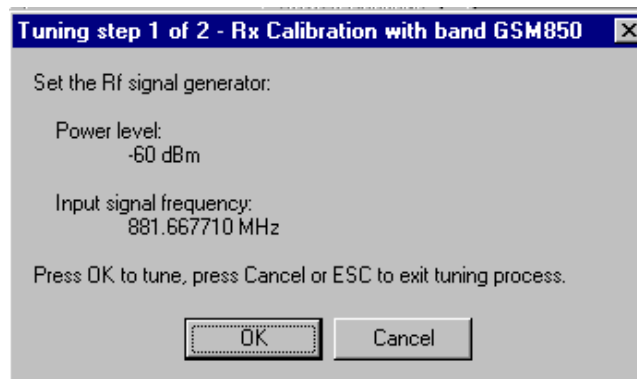 Tuning step 1 of 2 - Rx Calibration with band GSM850
Set the Rf signal generator:
Power level:
-60 dBm
Input signal frequency:
881.667710 MHz
Press OK to tune, press Cancel or ESC to exit tuning process.
OK
Cancel